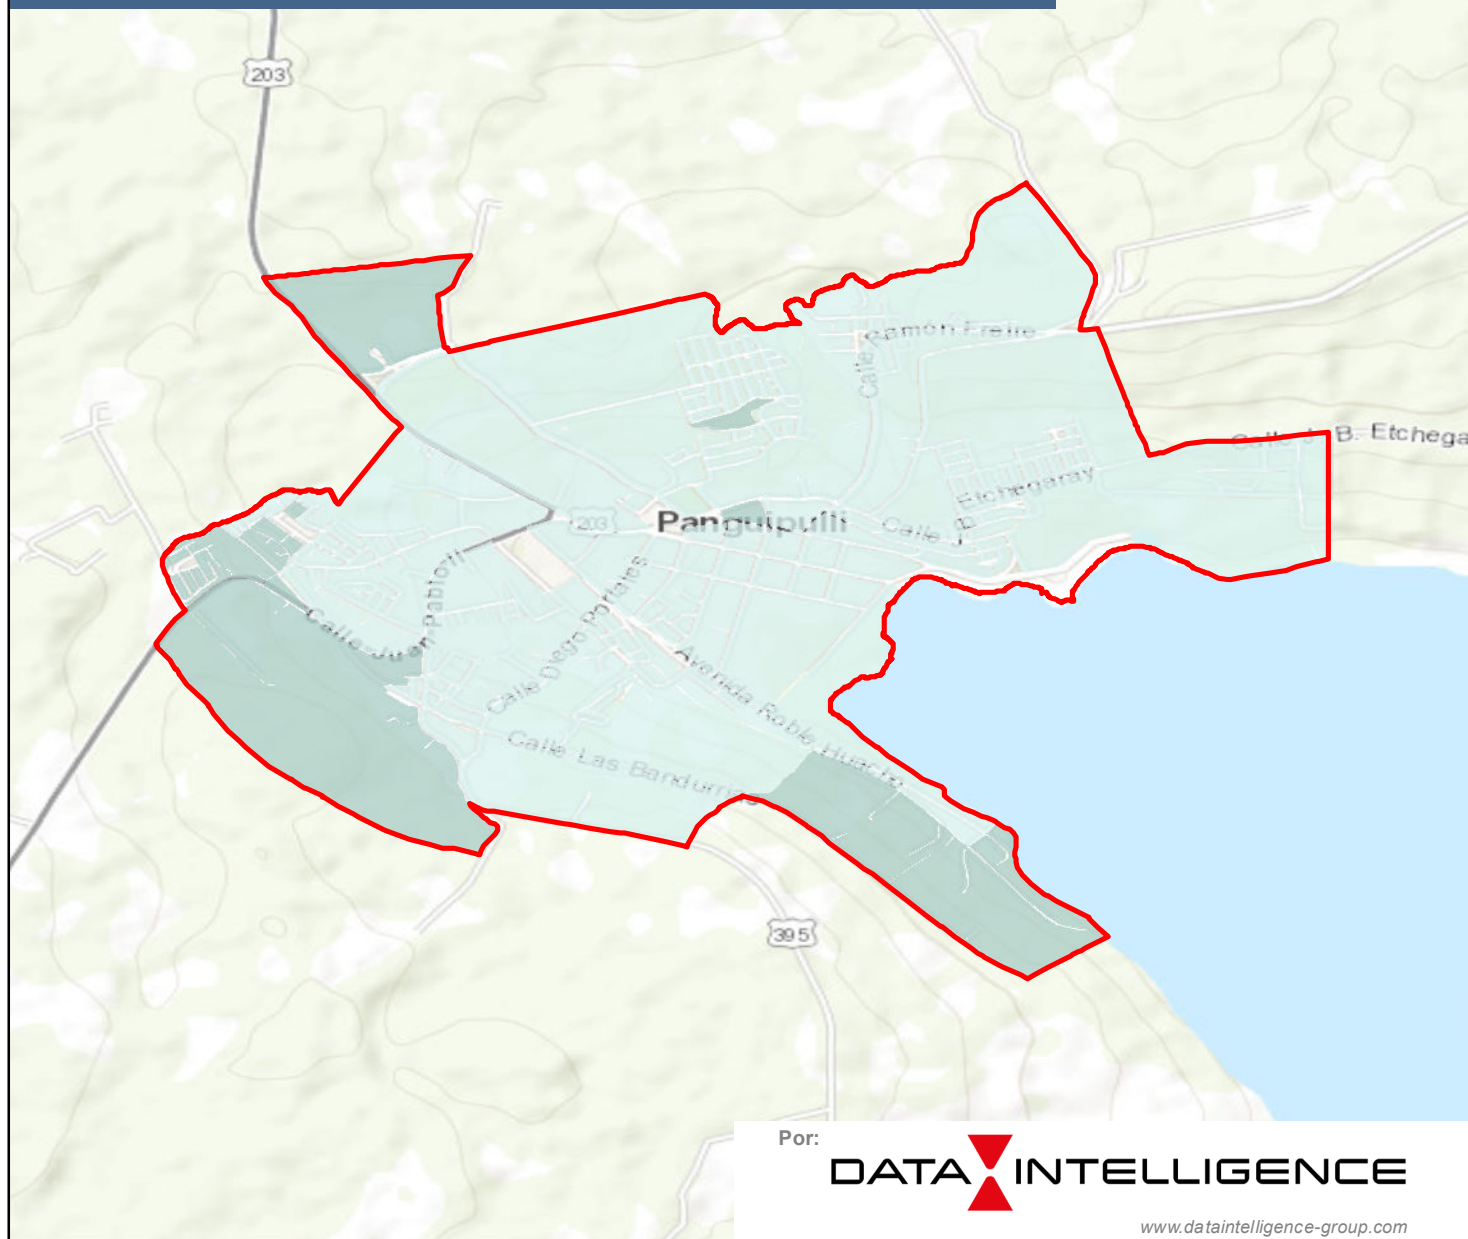 203
Calle Ramón Freire
Calle J. B. Etchega
Calle J. B. Etchegaray
203
Panguipulli
Calle Juan Pablo II
Calle Diego Portales
Avenida Roble Huacho
Calle Las Bandurrias
395
Por:
DATA INTELLIGENCE
www.dataintelligence-group.com